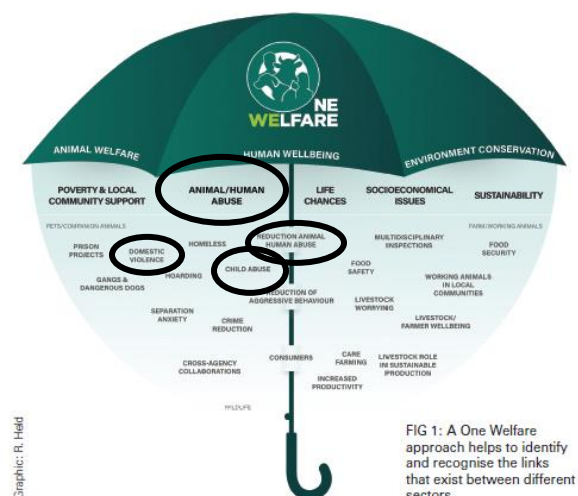 NE
WELFARE
ANIMAL WELFARE
HUMAN WELLBEING
ENVIRONMENT CONSERVATION
POVERTY & LOCAL
COMMUNITY SUPPORT
ANIMAL/HUMAN
ABUSE
LIFE
CHANCES
SOCIOECONOMICAL
ISSUES
SUSTAINABILITY
PETS/COMPANION ANIMALS
FARM/WORKING ANIMALS
PRISON
PROJECTS
DOMESTIC
VIOLENCE
HOMELESS
REDUCTION ANIMAL
HUMAN ABUSE
MULTIDISCIPLINARY
INSPECTIONS
FOOD
SECURITY
GANGS &
DANGEROUS DOGS
HOARDING
CHILD ABUSE
FOOD
SAFETY
WORKING ANIMALS
IN LOCAL
COMMUNITIES
REDUCTION OF
AGGRESSIVE BEHAVIOUR
LIVESTOCK
WORRYING
SEPARATION
ANXIETY
CRIME
REDUCTION
LIVESTOCK/
FARMER WELLBEING
CROSS-AGENCY
COLLABORATIONS
CONSUMERS
CARE
FARMING
LIVESTOCK ROLE
IN SUSTAINABLE
PRODUCTION
INCREASED
PRODUCTIVITY
WILDLIFE
Graphic: R. Held
FIG 1: A One Welfare
approach helps to identify
and recognise the links
that exist between different
sectors